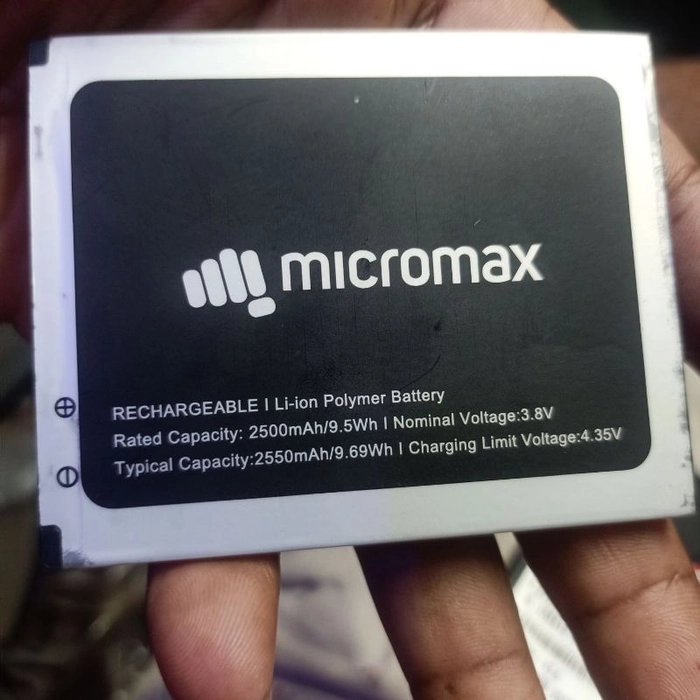 micromax
RECHARGEABLE | Li-ion Polymer Battery
Rated Capacity: 2500mAh/9.5Wh | Nominal Voltage:3.8V
Typical Capacity:2550mAh/9.69Wh | Charging Limit Voltage:4.35V
⊕
⊖